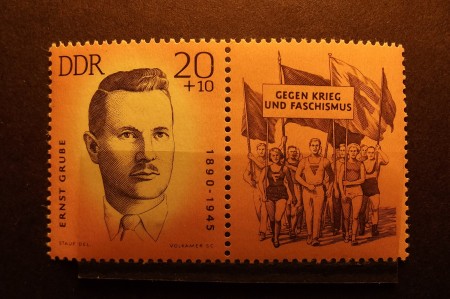 DDR 20
+10
ERNST GRUBE
1890-1945
GEGEN KRIEG
UND FASCHISMUS